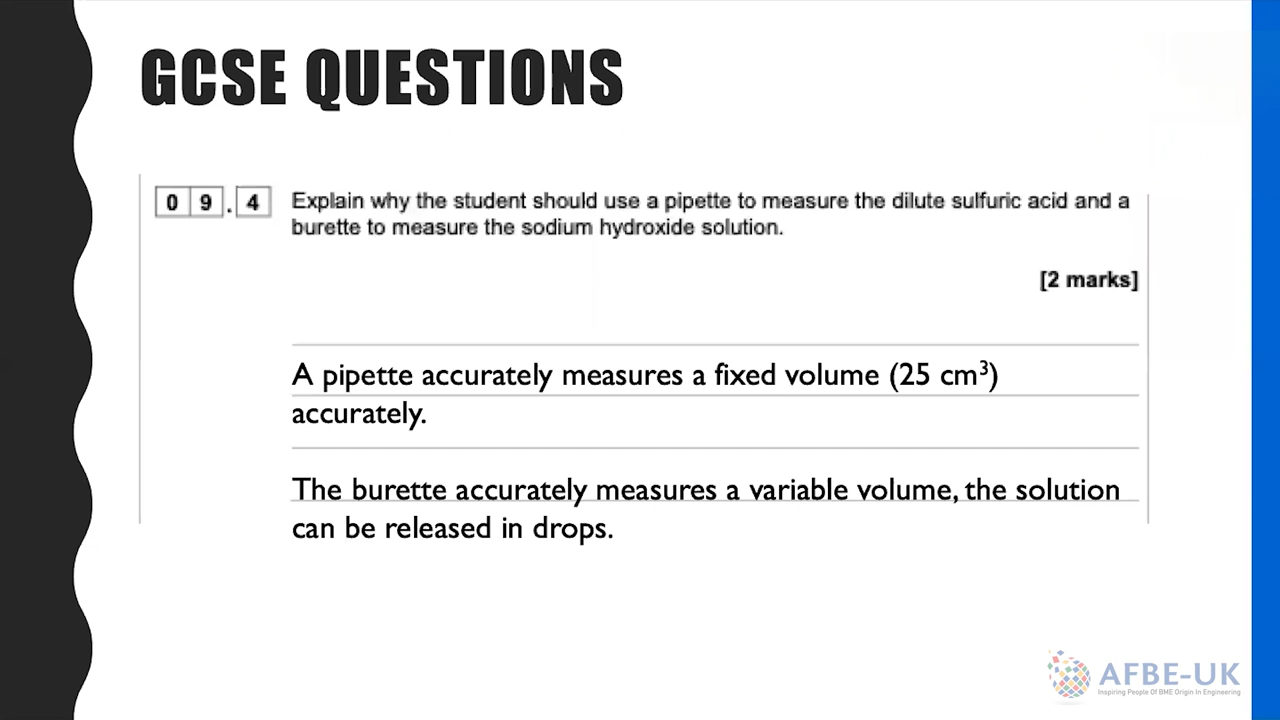 GCSE QUESTIONS
0 9 . 4 Explain why the student should use a pipette to measure the dilute sulfuric acid and a
burette to measure the sodium hydroxide solution.
[2 marks]
A pipette accurately measures a fixed volume (25 cm³)
accurately.
The burette accurately measures a variable volume, the solution
can be released in drops.
AFBE-UK
Inspiring People Of BME Origin In Engineering